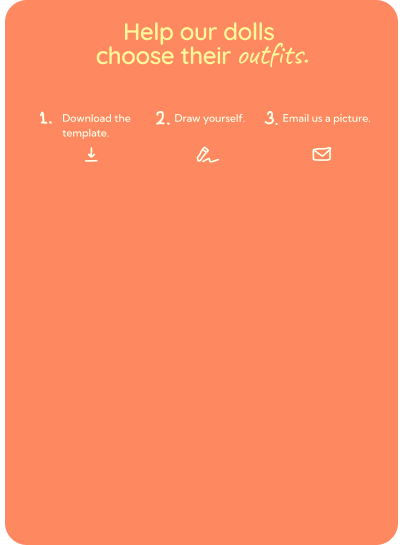 Help our dolls
choose their outfits.
1. Download the
template.
2. Draw yourself.
3. Email us a picture.